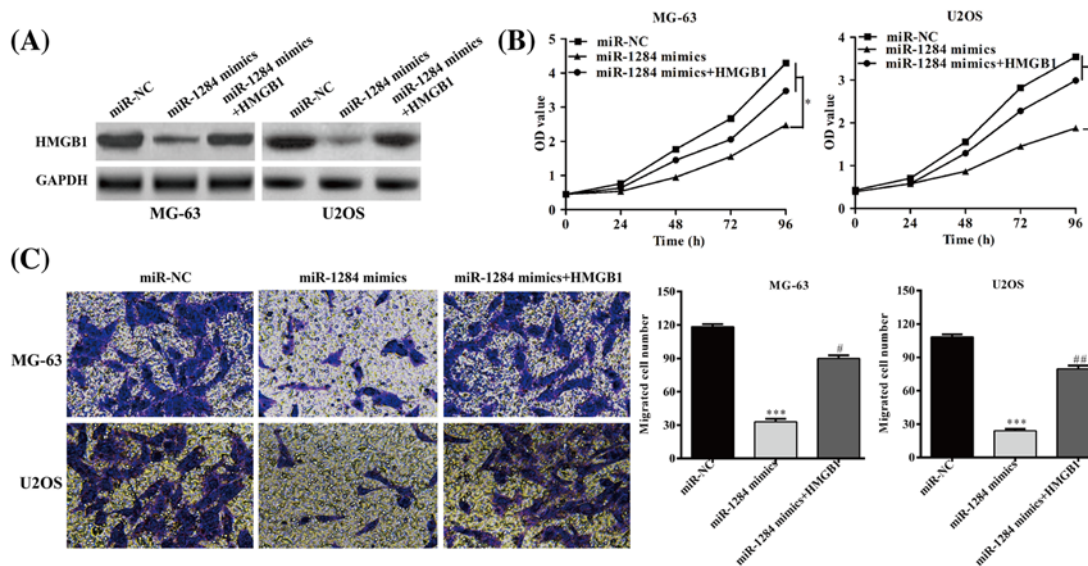 (A)
miR-NC
miR-1284 mimics
miR-1284 mimics
+HMGB1
miR-NC
miR-1284 mimics
miR-1284 mimics
+HMGB1
HMGB1
GAPDH
MG-63
U2OS
(B)
MG-63
miR-NC
miR-1284 mimics
miR-1284 mimics+HMGB1
OD value
5
4
3
2
1
0
*
0 24 48 72 96
Time (h)
U2OS
miR-NC
miR-1284 mimics
miR-1284 mimics+HMGB1
OD value
4
3
2
1
0
0 24 48 72 96
Time (h)
(C)
miR-NC
miR-1284 mimics
miR-1284 mimics+HMGB1
MG-63
U2OS
MG-63
Migrated cell number
150
120
90
60
30
0
***
#
miR-NC
miR-1284 mimics
miR-1284 mimics+HMGB1
U2OS
Migrated cell number
150
120
90
60
30
0
***
##
miR-NC
miR-1284 mimics
miR-1284 mimics+HMGB1